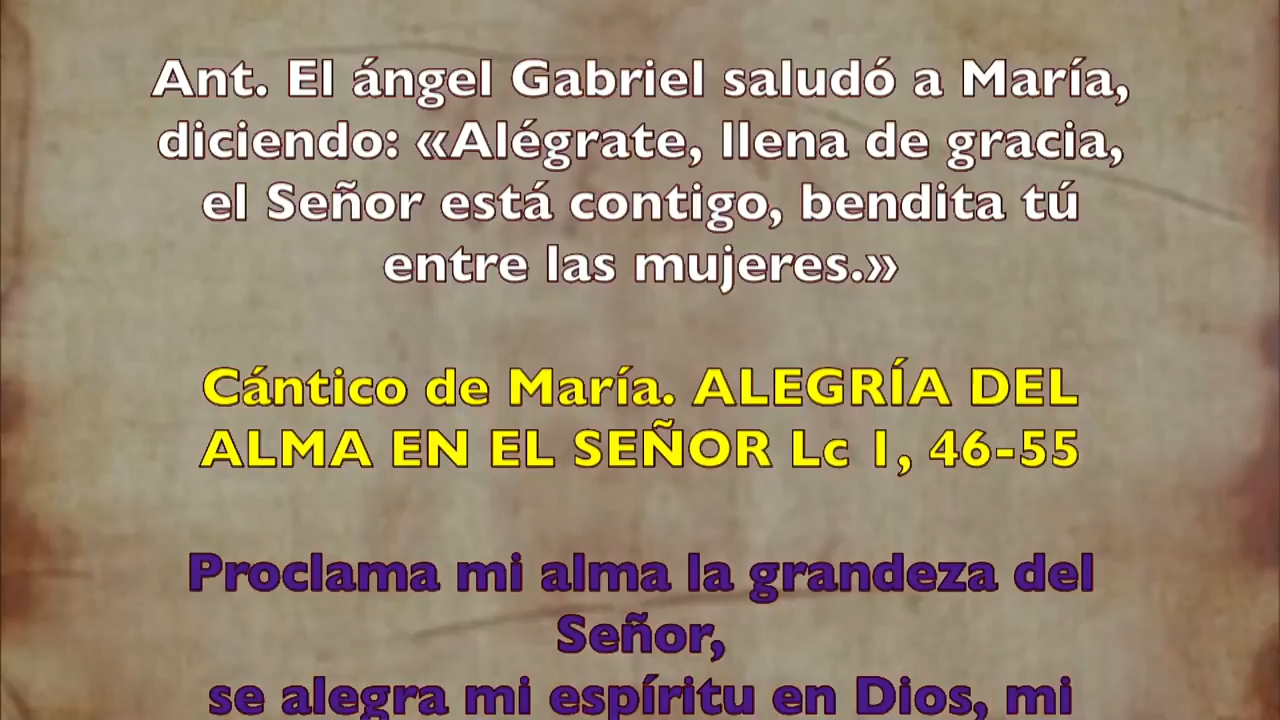 Ant. El ángel Gabriel saludó a María,
diciendo: «Alégrate, llena de gracia,
el Señor está contigo, bendita tú
entre las mujeres.»
Cántico de María. ALEGRÍA DEL
ALMA EN EL SEÑOR Lc 1, 46-55
Proclama mi alma la grandeza del
Señor,
se alegra mi espíritu en Dios, mi